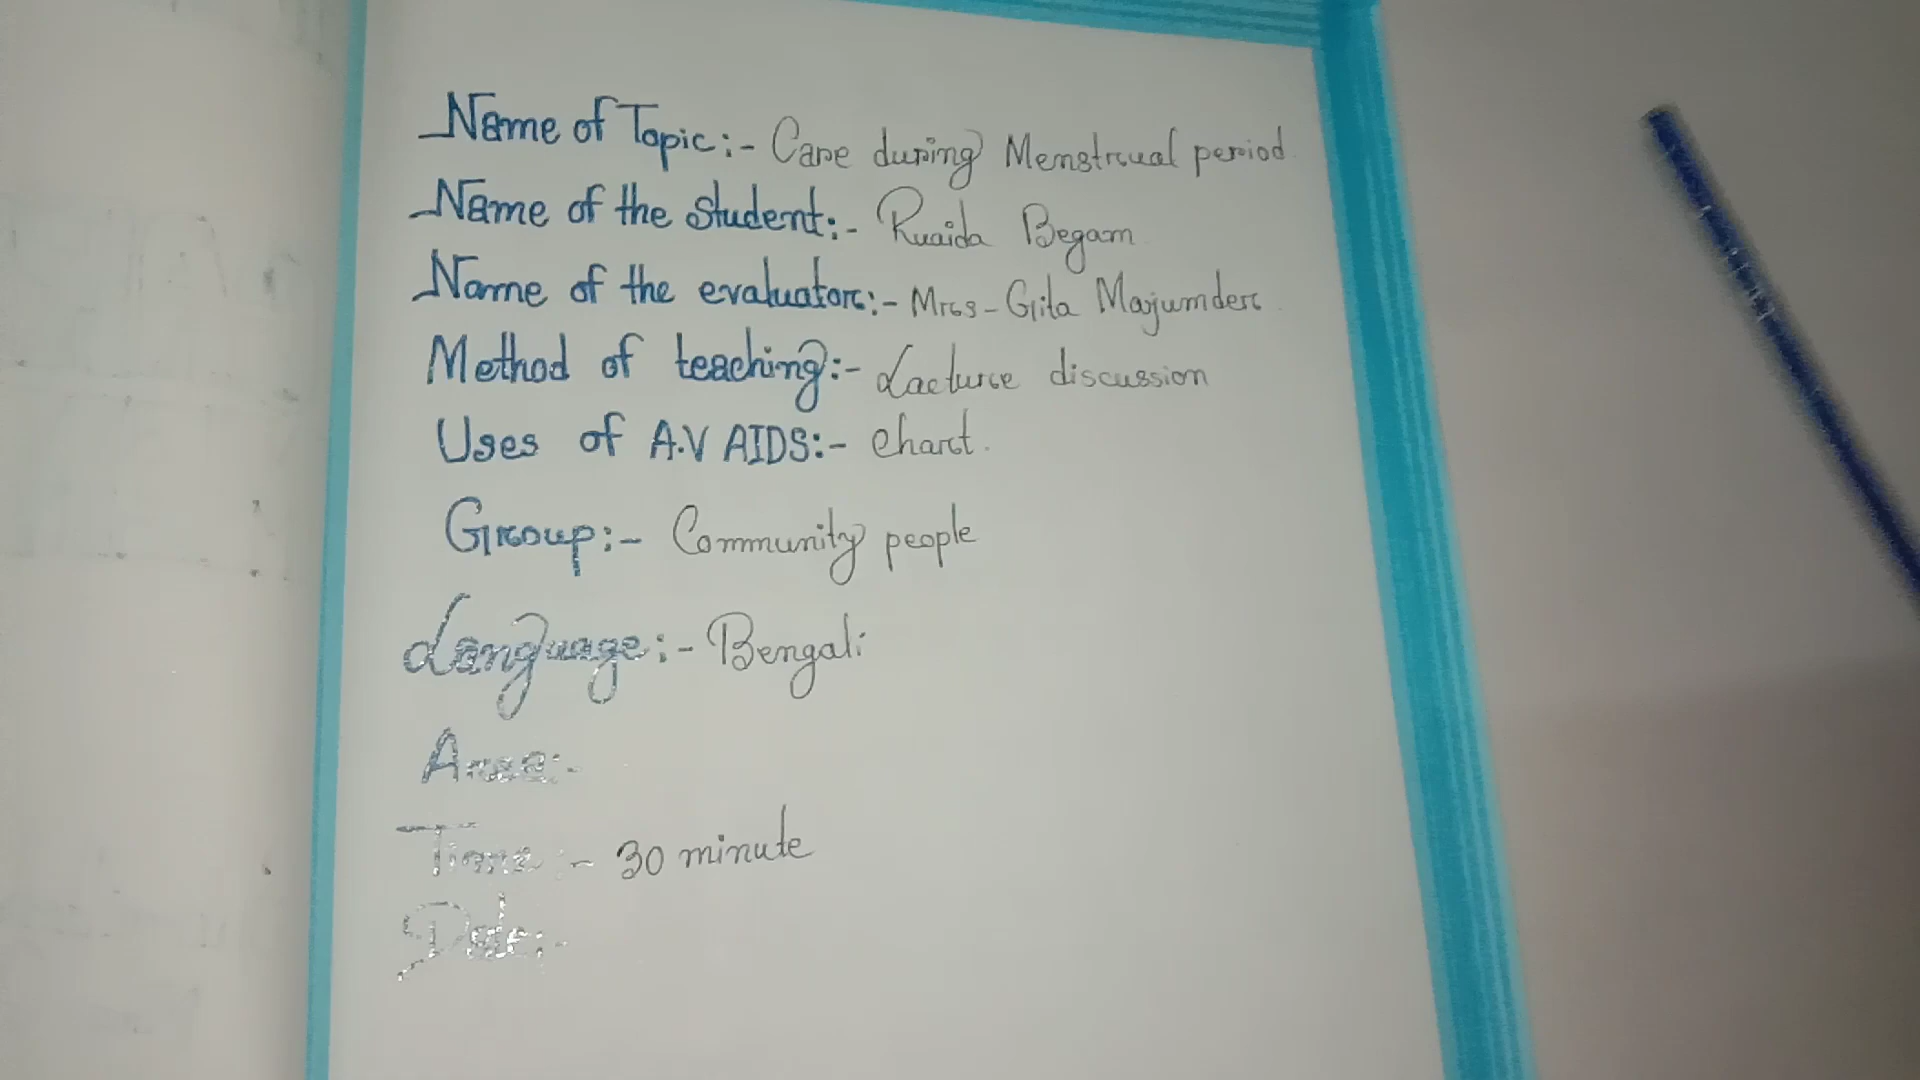 Name of Topic:- Care during Menstrual period
Name of the student:- Ruaida Begam
Name of the evaluator:- Mrs - Gita Majumder
Method of teaching:- Lacture discussion
Uses of A.V AIDS:- Chart.
Group:- Community people
Language:- Bengali
Area:-
Time:- 30 minute
Date:-